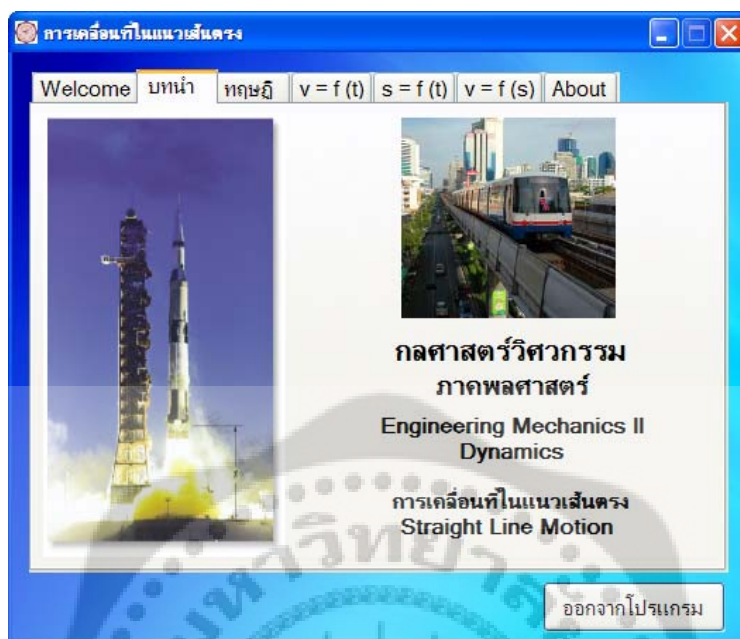 การเคลื่อนที่ในแนวเส้นตรง
Welcome บทนำ ทฤษฎี v = f (t) s = f (t) v = f (s) About
กลศาสตร์วิศวกรรม
ภาคพลศาสตร์
Engineering Mechanics II
Dynamics
การเคลื่อนที่ในแนวเส้นตรง
Straight Line Motion
ออกจากโปรแกรม